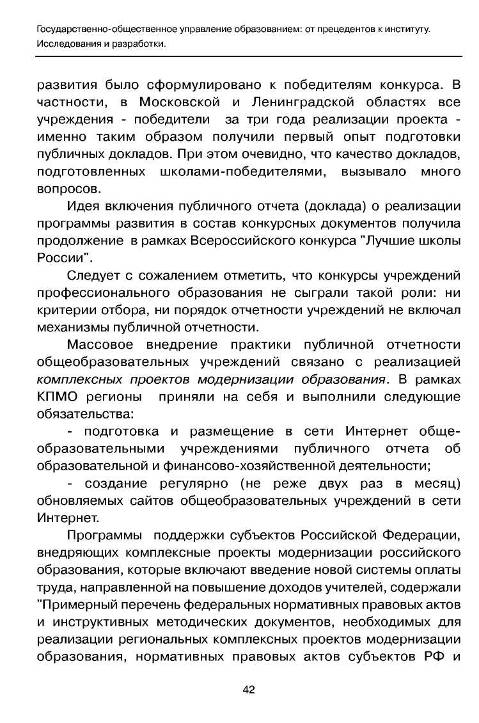 Государственно-общественное управление образованием: от прецедентов к институту.
Исследования и разработки.
развития было сформулировано к победителям конкурса. В
частности, в Московской и Ленинградской областях все
учреждения - победители за три года реализации проекта -
именно таким образом получили первый опыт подготовки
публичных докладов. При этом очевидно, что качество докладов,
подготовленных школами-победителями, вызывало много
вопросов.
Идея включения публичного отчета (доклада) о реализации
программы развития в состав конкурсных документов получила
продолжение в рамках Всероссийского конкурса "Лучшие школы
России".
Следует с сожалением отметить, что конкурсы учреждений
профессионального образования не сыграли такой роли: ни
критерии отбора, ни порядок отчетности учреждений не включал
механизмы публичной отчетности.
Массовое внедрение практики публичной отчетности
общеобразовательных учреждений связано с реализацией
комплексных проектов модернизации образования. В рамках
КПМО регионы приняли на себя и выполнили следующие
обязательства:
- подготовка и размещение в сети Интернет обще-
образовательными учреждениями публичного отчета об
образовательной и финансово-хозяйственной деятельности;
- создание регулярно (не реже двух раз в месяц)
обновляемых сайтов общеобразовательных учреждений в сети
Интернет.
Программы поддержки субъектов Российской Федерации,
внедряющих комплексные проекты модернизации российского
образования, которые включают введение новой системы оплаты
труда, направленной на повышение доходов учителей, содержали
"Примерный перечень федеральных нормативных правовых актов
и инструктивных методических документов, необходимых для
реализации региональных комплексных проектов модернизации
образования, нормативных правовых актов субъектов РФ и
42